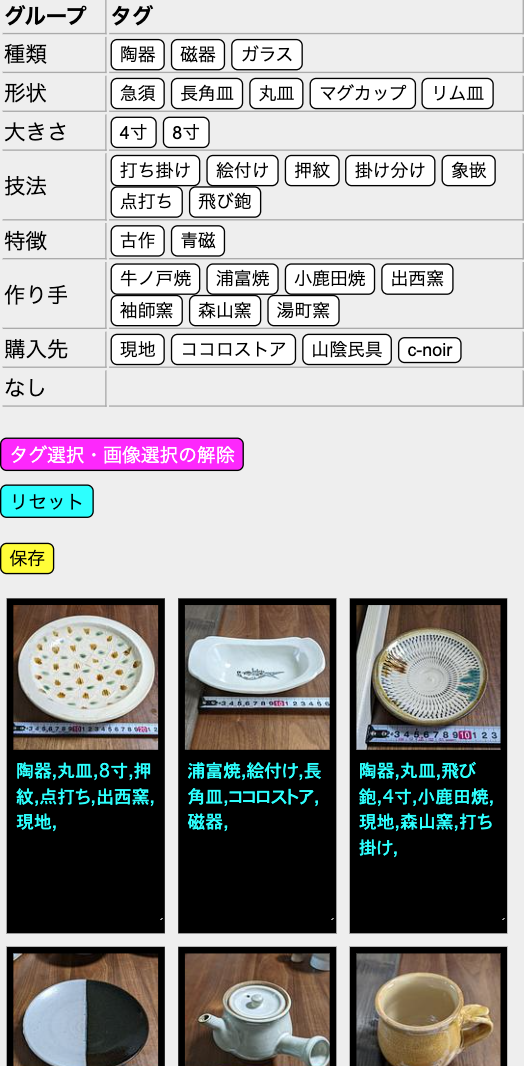 グループ タグ
種類 陶器 磁器 ガラス
形状 急須 長角皿 丸皿 マグカップ リム皿
大きさ 4寸 8寸
技法 打ち掛け 絵付け 押紋 掛け分け 象嵌
点打ち 飛び鉋
特徴 古作 青磁
作り手 牛ノ戸焼 浦富焼 小鹿田焼 出西窯
袖師窯 森山窯 湯町窯
購入先 現地 ココロストア 山陰民具 c-noir
なし
タグ選択・画像選択の解除
リセット
保存
陶器,丸皿,8寸,押
紋,点打ち,出西窯,
現地,
浦富焼,絵付け,長
角皿,ココロストア,
磁器,
陶器,丸皿,飛び
鉋,4寸,小鹿田焼,
現地,森山窯,打ち
掛け,